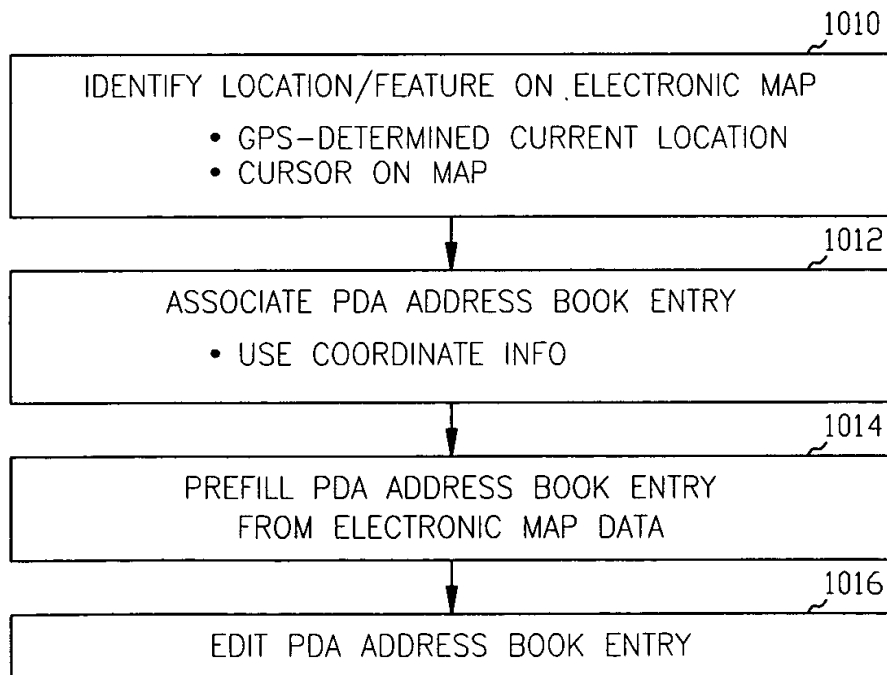 1010
IDENTIFY LOCATION/FEATURE ON ELECTRONIC MAP
• GPS-DETERMINED CURRENT LOCATION
• CURSOR ON MAP
1012
ASSOCIATE PDA ADDRESS BOOK ENTRY
• USE COORDINATE INFO
1014
PREFILL PDA ADDRESS BOOK ENTRY
FROM ELECTRONIC MAP DATA
1016
EDIT PDA ADDRESS BOOK ENTRY